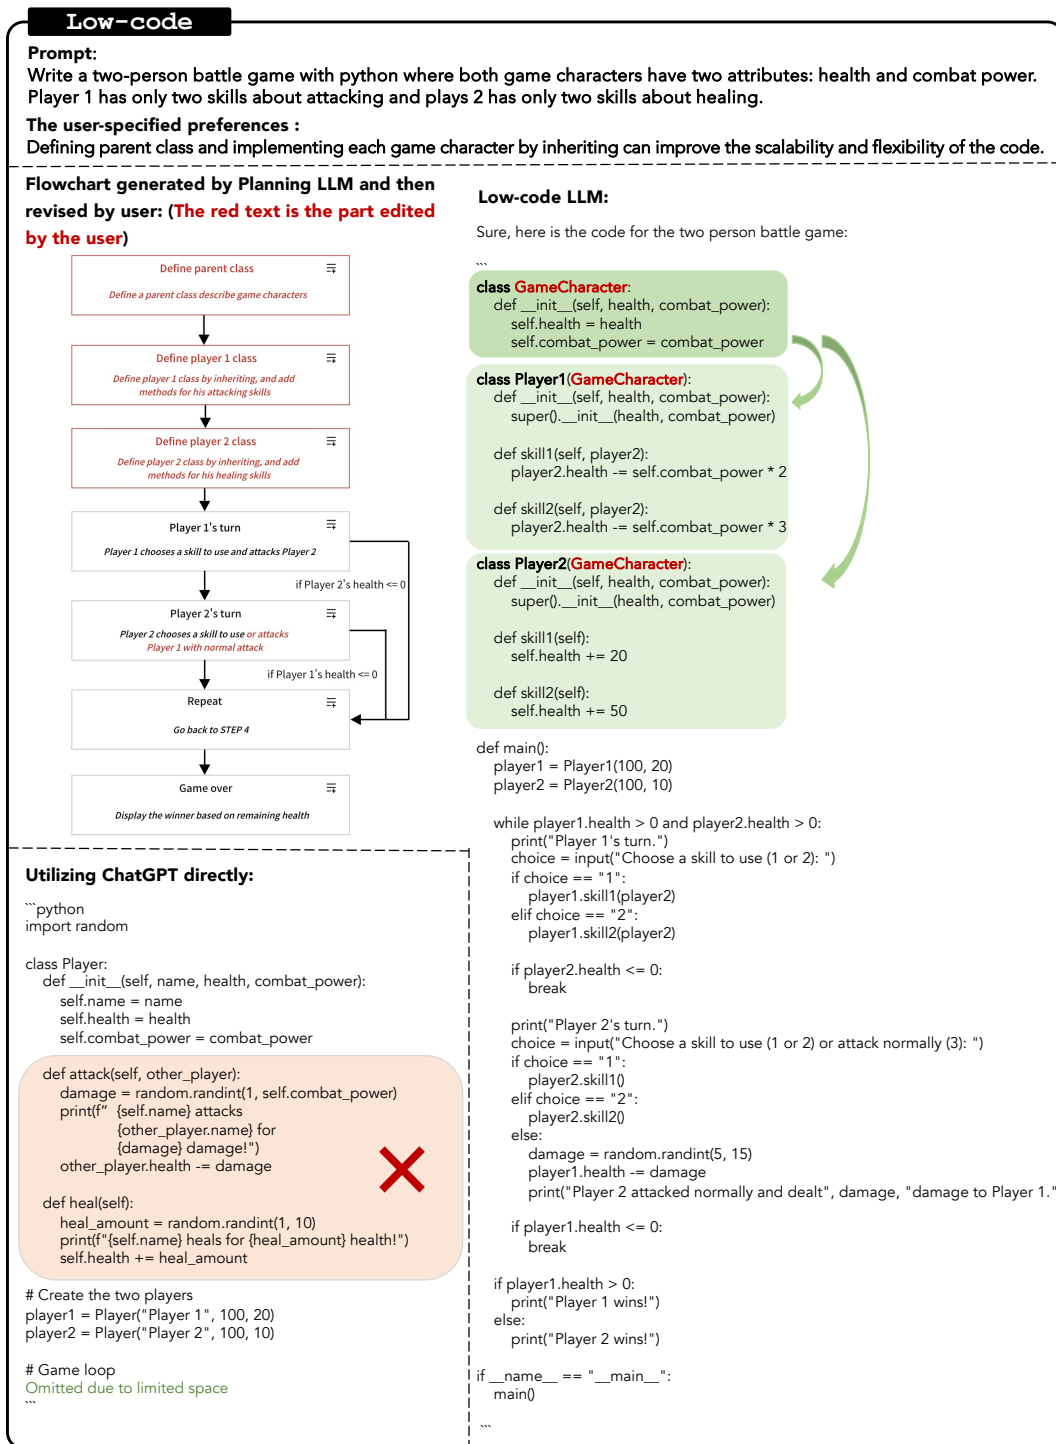 Low-code
Prompt:
Write a two-person battle game with python where both game characters have two attributes: health and combat power.
Player 1 has only two skills about attacking and plays 2 has only two skills about healing.
The user-specified preferences :
Defining parent class and implementing each game character by inheriting can improve the scalability and flexibility of the code.
Flowchart generated by Planning LLM and then
revised by user: (The red text is the part edited
by the user)
Define parent class
Define a parent class describe game characters
Define player 1 class
Define player 1 class by inheriting, and add
methods for his attacking skills
Define player 2 class
Define player 2 class by inheriting, and add
methods for his healing skills
Player 1's turn
Player 1 chooses a skill to use and attacks Player 2
if Player 2's health <= 0
Player 2's turn
Player 2 chooses a skill to use or attacks
Player 1 with normal attack
if Player 1's health <= 0
Repeat
Go back to STEP 4
Game over
Display the winner based on remaining health
Utilizing ChatGPT directly:
```python
import random
class Player:
def __init__(self, name, health, combat_power):
self.name = name
self.health = health
self.combat_power = combat_power
def attack(self, other_player):
damage = random.randint(1, self.combat_power)
print(f” {self.name} attacks
{other_player.name} for
{damage} damage!")
other_player.health -= damage
def heal(self):
heal_amount = random.randint(1, 10)
print(f"{self.name} heals for {heal_amount} health!")
self.health += heal_amount
# Create the two players
player1 = Player("Player 1", 100, 20)
player2 = Player("Player 2", 100, 10)
# Game loop
Omitted due to limited space
```
Low-code LLM:
Sure, here is the code for the two person battle game:
```
class GameCharacter:
def __init__(self, health, combat_power):
self.health = health
self.combat_power = combat_power
class Player1(GameCharacter):
def __init__(self, health, combat_power):
super().__init__(health, combat_power)
def skill1(self, player2):
player2.health -= self.combat_power * 2
def skill2(self, player2):
player2.health -= self.combat_power * 3
class Player2(GameCharacter):
def __init__(self, health, combat_power):
super().__init__(health, combat_power)
def skill1(self):
self.health += 20
def skill2(self):
self.health += 50
def main():
player1 = Player1(100, 20)
player2 = Player2(100, 10)
while player1.health > 0 and player2.health > 0:
print("Player 1's turn.")
choice = input("Choose a skill to use (1 or 2): ")
if choice == "1":
player1.skill1(player2)
elif choice == "2":
player1.skill2(player2)
if player2.health <= 0:
break
print("Player 2's turn.")
choice = input("Choose a skill to use (1 or 2) or attack normally (3): ")
if choice == "1":
player2.skill1()
elif choice == "2":
player2.skill2()
else:
damage = random.randint(5, 15)
player1.health -= damage
print("Player 2 attacked normally and dealt", damage, "damage to Player 1."
if player1.health <= 0:
break
if player1.health > 0:
print("Player 1 wins!")
else:
print("Player 2 wins!")
if __name__ == "__main__":
main()
```